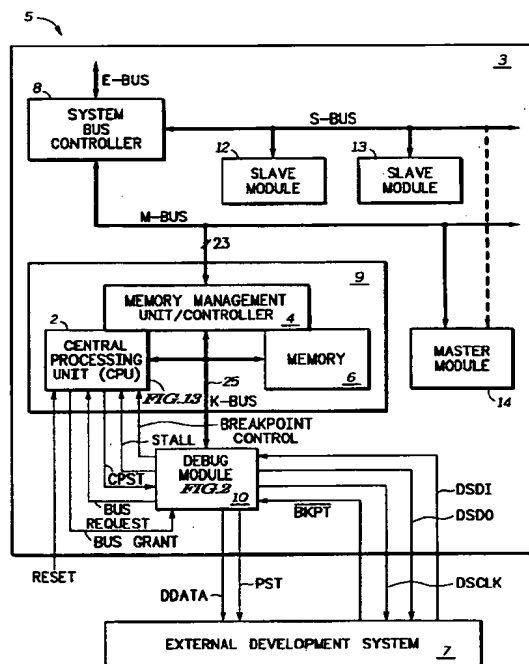 5
3
E-BUS
8
SYSTEM
BUS
CONTROLLER
S-BUS
12
SLAVE
MODULE
13
SLAVE
MODULE
M-BUS
23
9
MEMORY MANAGEMENT
UNIT/CONTROLLER
4
2
CENTRAL
PROCESSING
UNIT (CPU)
FIG.13
MEMORY
6
MASTER
MODULE
14
25
K-BUS
BREAKPOINT
CONTROL
STALL
CPST
DEBUG
MODULE
FIG.2
10
BUS
REQUEST
BUS GRANT
BKPT
DSDI
DSDO
RESET
DDATA
PST
DSCLK
EXTERNAL DEVELOPMENT SYSTEM
7